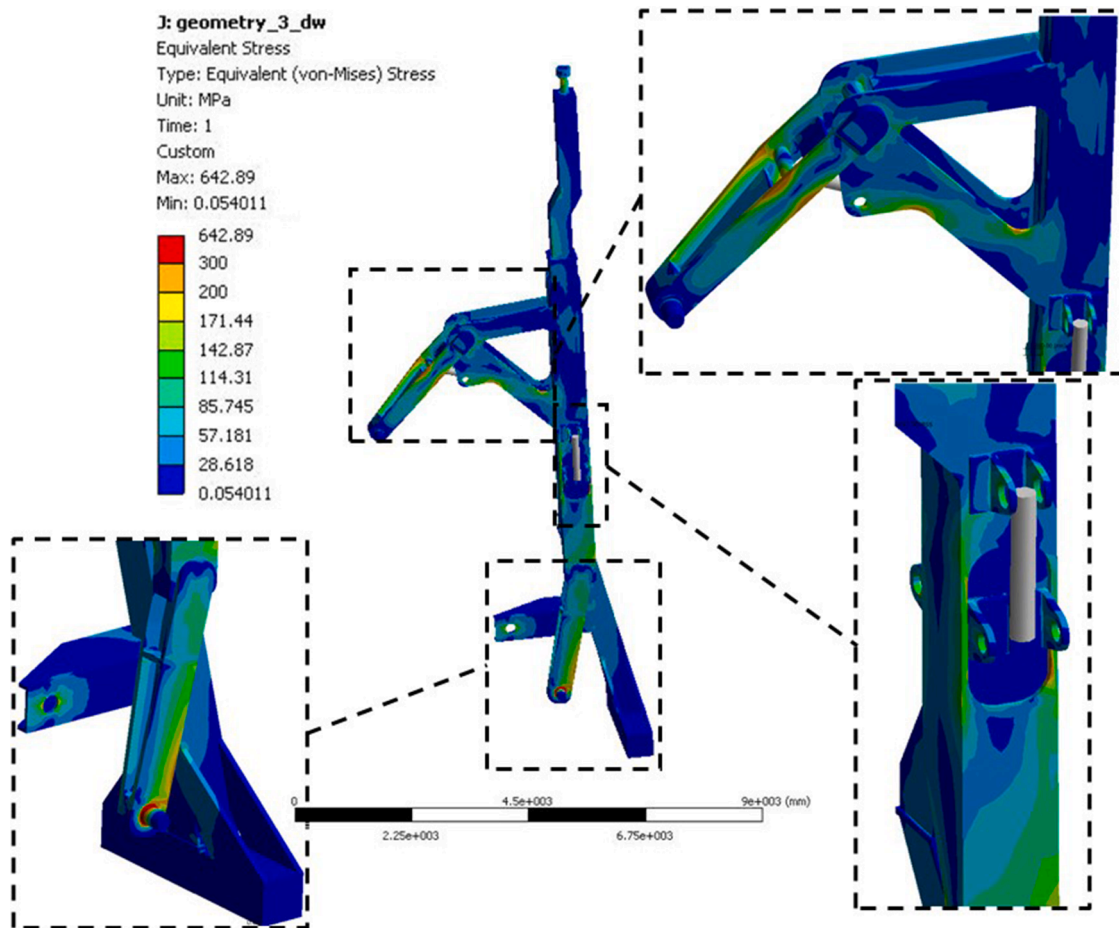 J: geometry_3_dw
Equivalent Stress
Type: Equivalent (von-Mises) Stress
Unit: MPa
Time: 1
Custom
Max: 642.89
Min: 0.054011
642.89
300
200
171.44
142.87
114.31
85.745
57.181
28.618
0.054011
0 4.5e+003 9e+003 (mm)
2.25e+003 6.75e+003